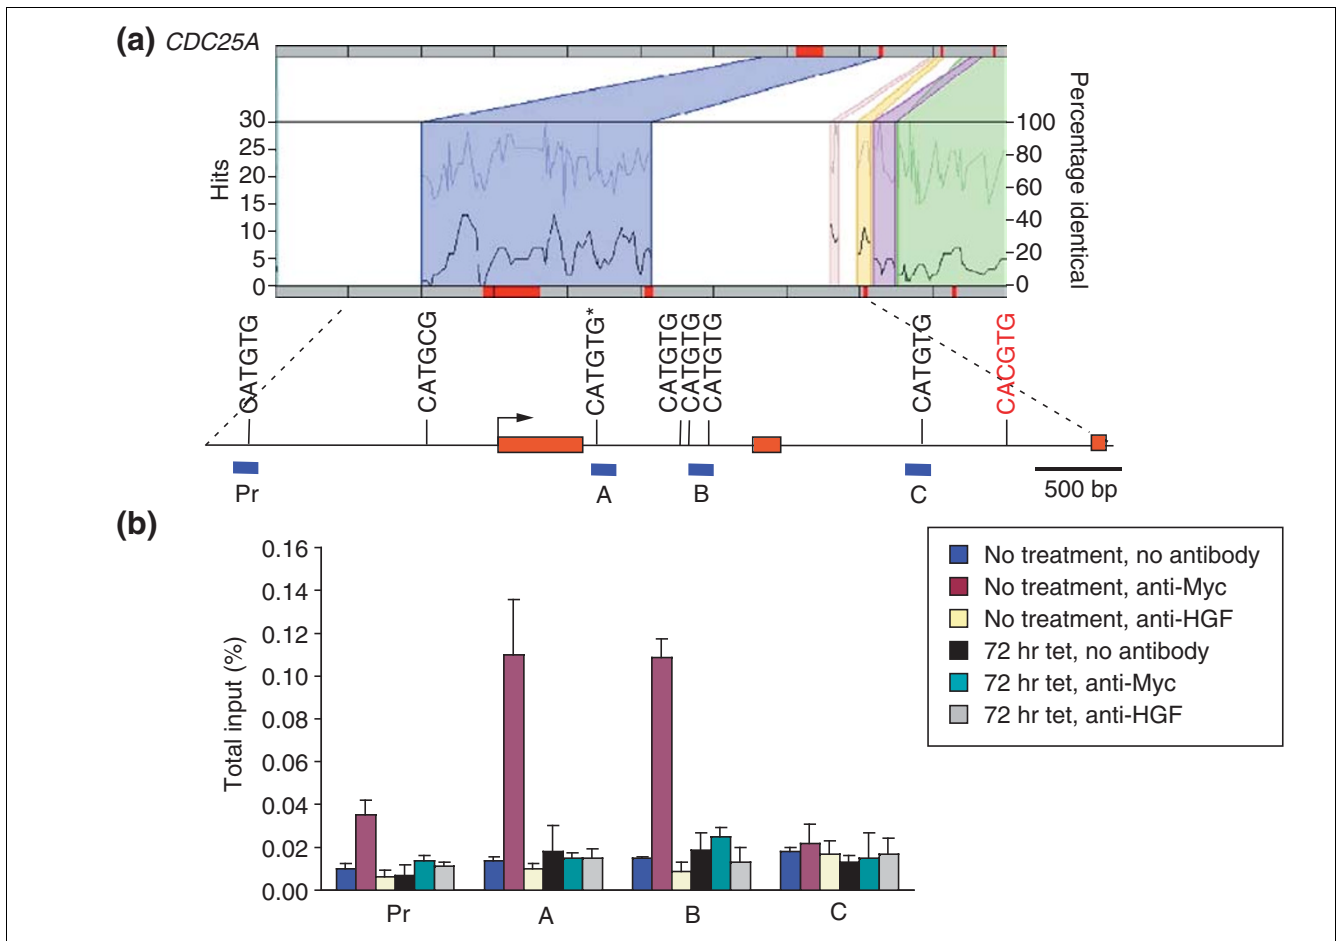 (a) CDC25A
30
25
20
15
10
5
0
Hits
100
80
60
40
20
0
Percentage identical
CATGTG
CATGCG
CATGTG*
CATGTG
CATGTG
CATGTG
CATGTG
CACGTG
Pr
A
B
C
500 bp
(b)
0.16
0.14
0.12
0.10
0.08
0.06
0.04
0.02
0.00
Total input (%)
Pr
A
B
C
No treatment, no antibody
No treatment, anti-Myc
No treatment, anti-HGF
72 hr tet, no antibody
72 hr tet, anti-Myc
72 hr tet, anti-HGF